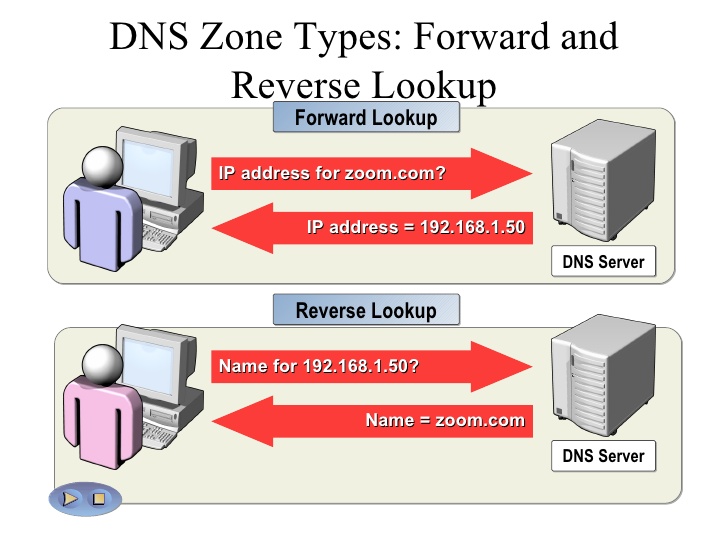 DNS Zone Types: Forward and
Reverse Lookup
Forward Lookup
IP address for zoom.com?
IP address = 192.168.1.50
DNS Server
Reverse Lookup
Name for 192.168.1.50?
Name = zoom.com
DNS Server